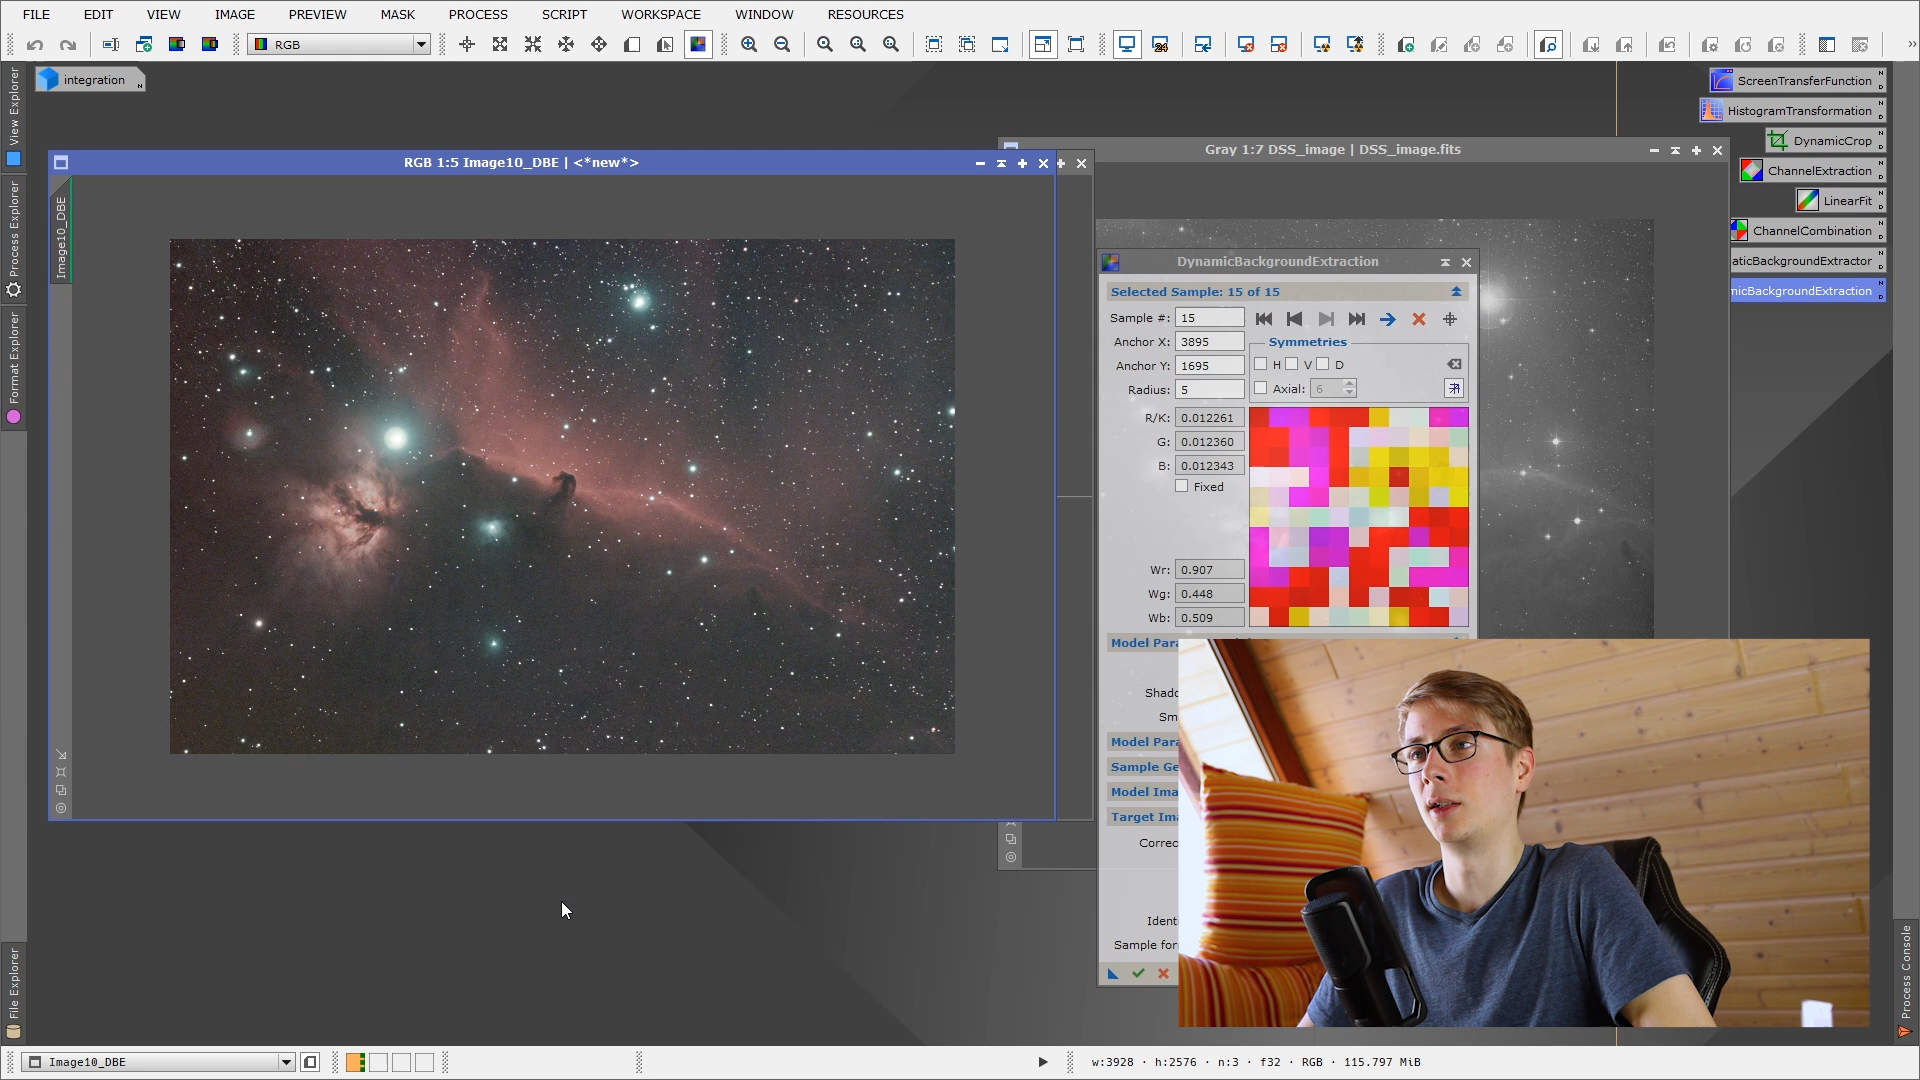 FILE EDIT VIEW IMAGE PREVIEW MASK PROCESS SCRIPT WORKSPACE WINDOW RESOURCES
RGB
24
View Explorer
Process Explorer
Format Explorer
File Explorer
integration
ScreenTransferFunction
HistogramTransformation
DynamicCrop
ChannelExtraction
LinearFit
ChannelCombination
aticBackgroundExtractor
micBackgroundExtraction
RGB 1:5 Image10_DBE | <*new*>
Image10_DBE
Gray 1:7 DSS_image | DSS_image.fits
DynamicBackgroundExtraction
Selected Sample: 15 of 15
Sample #: 15
Anchor X: 3895
Symmetries
Anchor Y: 1695
H V D
Radius: 5
Axial: 6
R/K: 0.012261
G: 0.012360
B: 0.012343
Fixed
Wr: 0.907
Wg: 0.448
Wb: 0.509
Model Para
Shado
Sm
Model Para
Sample Ge
Model Ima
Target Ima
Correc
Ident
Sample for
Process Console
Image10_DBE
w:3928 · h:2576 · n:3 · f32 · RGB · 115.797 MiB